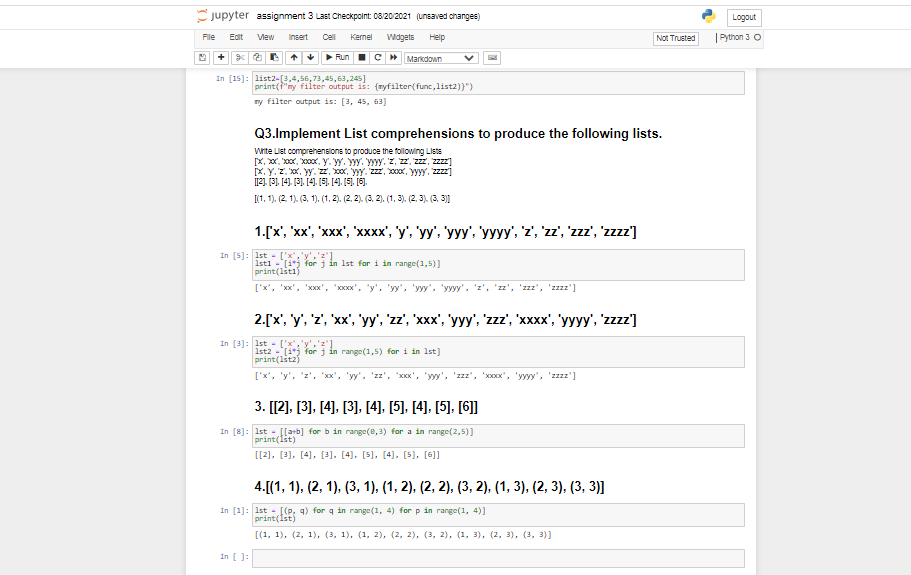 jupyter assignment 3 Last Checkpoint: 08/20/2021 (unsaved changes)
Logout
File Edit View Insert Cell Kernel Widgets Help
Not Trusted
Python 3
Run
Markdown
In [15]: list2=[3,4,56,73,45,63,245]
print(f"my filter output is: {myfilter(func,list2)}")
my filter output is: [3, 45, 63]
Q3.Implement List comprehensions to produce the following lists.
Write List comprehensions to produce the following Lists
['x', 'xx', 'xxx', 'xxxx', 'y', 'yy', 'yyy', 'yyyy', 'z', 'zz', 'zzz', 'zzzz']
['x', 'y', 'z', 'xx', 'yy', 'zz', 'xxx', 'yyy', 'zzz', 'xxxx', 'yyyy', 'zzzz']
[[2], [3], [4], [3], [4], [5], [4], [5], [6],
[(1, 1), (2, 1), (3, 1), (1, 2), (2, 2), (3, 2), (1, 3), (2, 3), (3, 3)]
1.['x', 'xx', 'xxx', 'xxxx', 'y', 'yy', 'yyy', 'yyyy', 'z', 'zz', 'zzz', 'zzzz']
In [5]: lst = ['x','y','z']
lst1 = [i*j for j in lst for i in range(1,5)]
print(lst1)
['x', 'xx', 'xxx', 'xxxx', 'y', 'yy', 'yyy', 'yyyy', 'z', 'zz', 'zzz', 'zzzz']
2.['x', 'y', 'z', 'xx', 'yy', 'zz', 'xxx', 'yyy', 'zzz', 'xxxx', 'yyyy', 'zzzz']
In [3]: lst = ['x','y','z']
lst2 = [i*j for j in range(1,5) for i in lst]
print(lst2)
['x', 'y', 'z', 'xx', 'yy', 'zz', 'xxx', 'yyy', 'zzz', 'xxxx', 'yyyy', 'zzzz']
3. [[2], [3], [4], [3], [4], [5], [4], [5], [6]]
In [8]: lst = [[a+b] for b in range(0,3) for a in range(2,5)]
print(lst)
[[2], [3], [4], [3], [4], [5], [4], [5], [6]]
4.[(1, 1), (2, 1), (3, 1), (1, 2), (2, 2), (3, 2), (1, 3), (2, 3), (3, 3)]
In [1]: lst = [(p, q) for q in range(1, 4) for p in range(1, 4)]
print(lst)
[(1, 1), (2, 1), (3, 1), (1, 2), (2, 2), (3, 2), (1, 3), (2, 3), (3, 3)]
In [ ]: